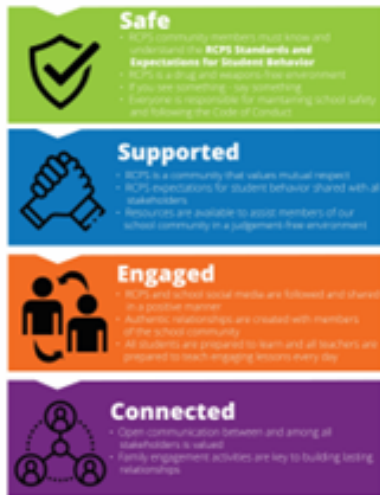 Safe
• RCPS community members must know and
understand the RCPS Standards and
Expectations for Student Behavior
• RCPS is a drug and weapons-free environment
• If you see something - say something
• Everyone is responsible for maintaining school safety
and following the Code of Conduct
Supported
• RCPS is a community that values mutual respect
• RCPS expectations for student behavior shared with all
stakeholders
• Resources are available to assist members of our
school community in a judgement-free environment
Engaged
• RCPS and school social media are followed and shared
in a positive manner
• Authentic relationships are created with members
of the school community
• All students are prepared to learn and all teachers are
prepared to teach engaging lessons every day
Connected
• Open communication between and among all
stakeholders is valued
• Family engagement activities are key to building lasting
relationships